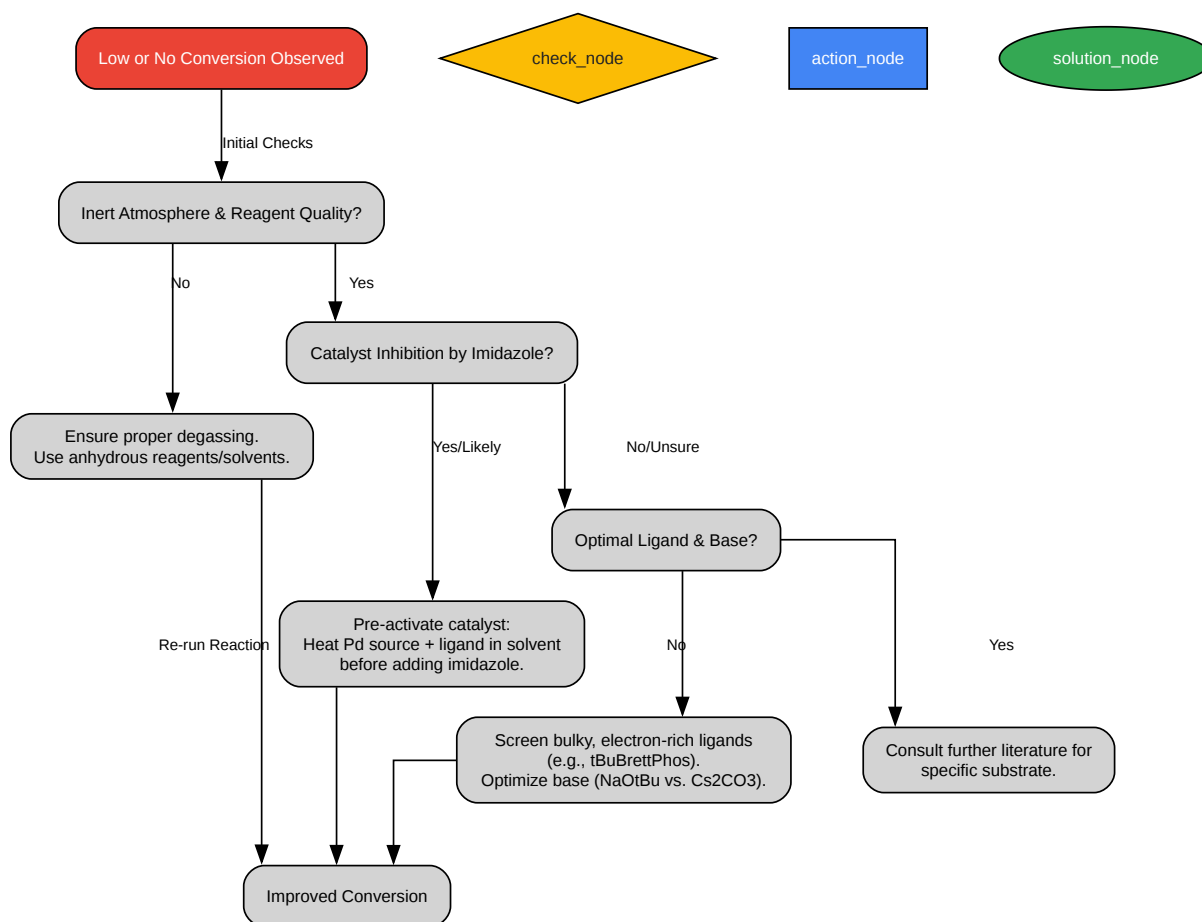 Low or No Conversion Observed
check_node
action_node
solution_node
Initial Checks
Inert Atmosphere & Reagent Quality?
No
Yes
Catalyst Inhibition by Imidazole?
Ensure proper degassing.
Use anhydrous reagents/solvents.
Yes/Likely
No/Unsure
Optimal Ligand & Base?
Pre-activate catalyst:
Heat Pd source + ligand in solvent
before adding imidazole.
Re-run Reaction
No
Yes
Screen bulky, electron-rich ligands
(e.g., tBuBrettPhos).
Optimize base (NaOtBu vs. Cs2CO3).
Consult further literature for
specific substrate.
Improved Conversion